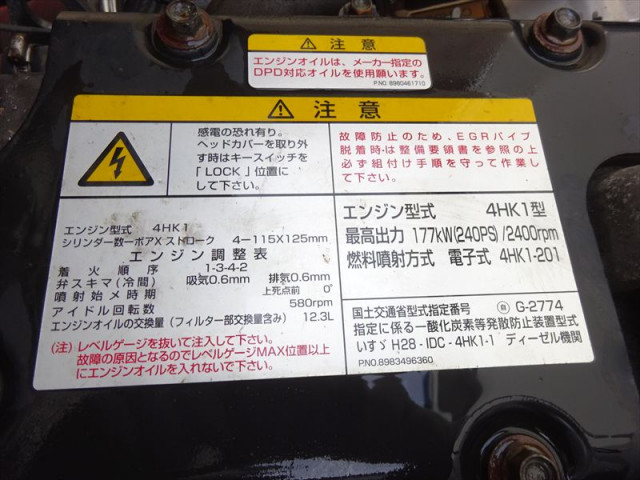 ⚠ 注 意
エンジンオイルは、メーカー指定の
DPD対応オイルを使用願います。
P.NO. 8980461710
⚠ 注 意
感電の恐れ有り。
ヘッドカバーを取り外
す時はキースイッチを
「LOCK」位置に
して下さい。
故障防止のため、EGRパイプ
脱着時は整備要領書を参照の上
必ず組付け手順を守って作業し
て下さい。
エンジン型式 4HK1
シリンダー数−ボアXストローク 4−115X125mm
エンジン調整表
着火順序 1-3-4-2
弁スキマ(冷間) 吸気0.6mm 排気0.6mm
噴射始メ時期 上死点前 0°
アイドル回転数 580rpm
エンジンオイルの交換量(フィルター部交換量含み) 12.3L
(注)レベルゲージを抜いて注入して下さい。
故障の原因となるのでレベルゲージMAX位置以上
にエンジンオイルを入れないで下さい。
エンジン型式 4HK1型
最高出力 177kW(240PS)/2400rpm
燃料噴射方式 電子式 4HK1-201
国土交通省型式指定番号 G-2774
指定に係る一酸化炭素等発散防止装置型式
いすゞ H28-IDC-4HK1-1 ディーゼル機関
P.NO.8983496360